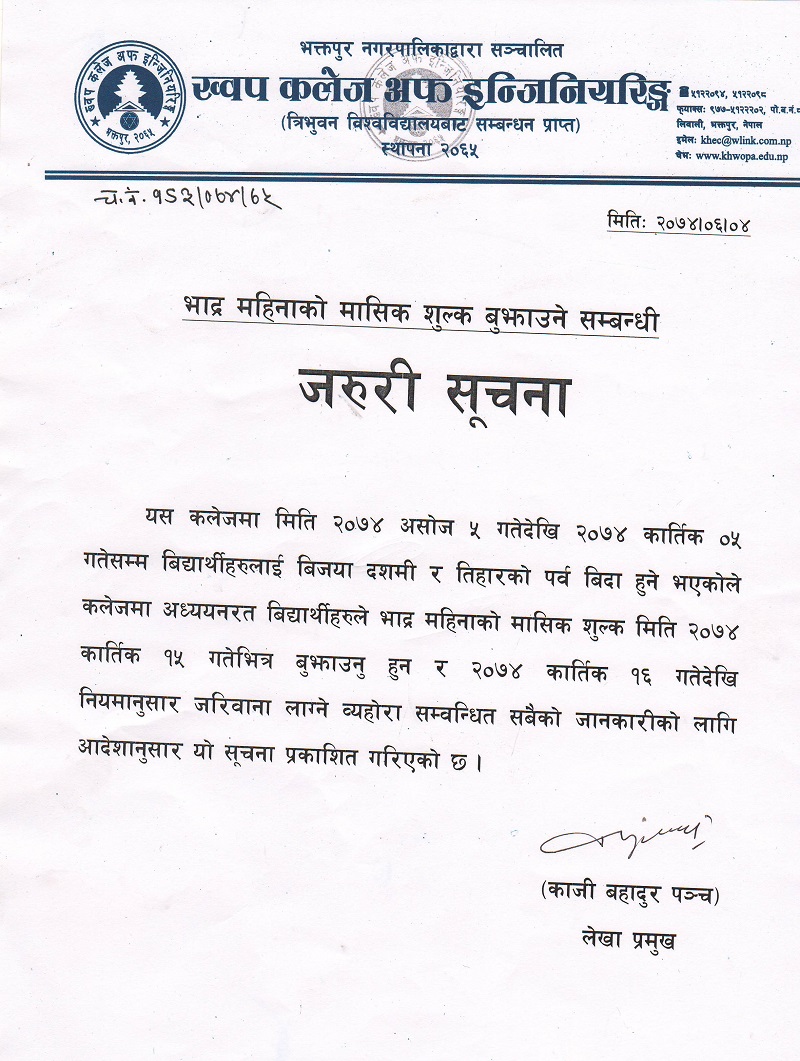 भक्तपुर नगरपालिकाद्वारा सञ्चालित
ख्वप कलेज अफ इन्जिनियरिङ्ग
(त्रिभुवन विश्वविद्यालयबाट सम्बन्धन प्राप्त)
स्थापना २०६५
ख्वप कलेज अफ इन्जिनियरिङ्ग
भक्तपुर, २०६५
५१२२०९४, ५१२२०९८
फ्याक्सः ९७७-५१२२२०२, पो.ब.नं.
लिवाली, भक्तपुर, नेपाल
इमेलः khec@wlink.com.np
वेभः www.khwopa.edu.np
च.नं. १५२/०७४/७५
मितिः २०७४।०६।०४
भाद्र महिनाको मासिक शुल्क बुझाउने सम्बन्धी
जरुरी सूचना
यस कलेजमा मिति २०७४ असोज ५ गतेदेखि २०७४ कार्तिक ०५
गतेसम्म बिद्यार्थीहरुलाई बिजया दशमी र तिहारको पर्व बिदा हुने भएकोले
कलेजमा अध्ययनरत बिद्यार्थीहरुले भाद्र महिनाको मासिक शुल्क मिति २०७४
कार्तिक १५ गतेभित्र बुझाउनु हुन र २०७४ कार्तिक १६ गतेदेखि
नियमानुसार जरिवाना लाग्ने व्यहोरा सम्वन्धित सबैको जानकारीको लागि
आदेशानुसार यो सूचना प्रकाशित गरिएको छ ।
(काजी बहादुर पञ्च)
लेखा प्रमुख